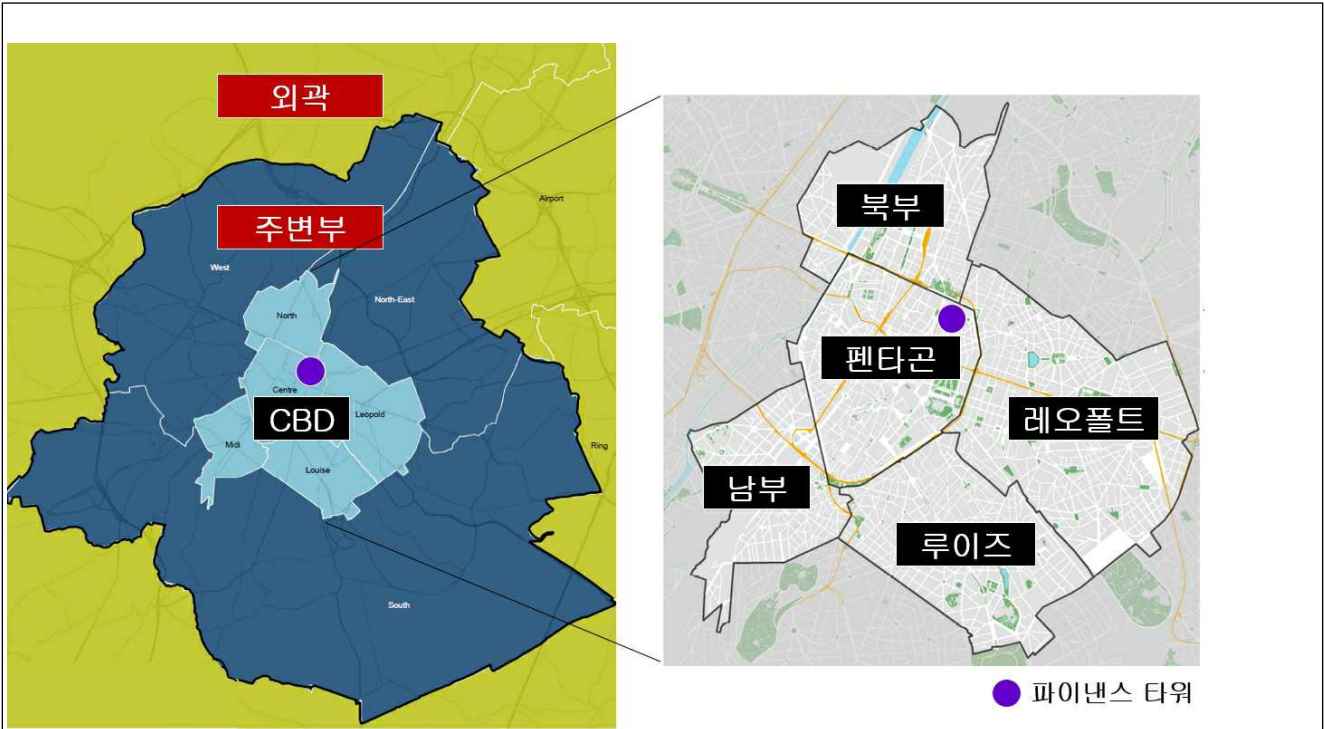 외곽
Airport
주변부
West
North-East
North
Centre
CBD
Leopold
Midi
Ring
Louise
South
북부
펜타곤
레오폴트
남부
루이즈
파이낸스 타워